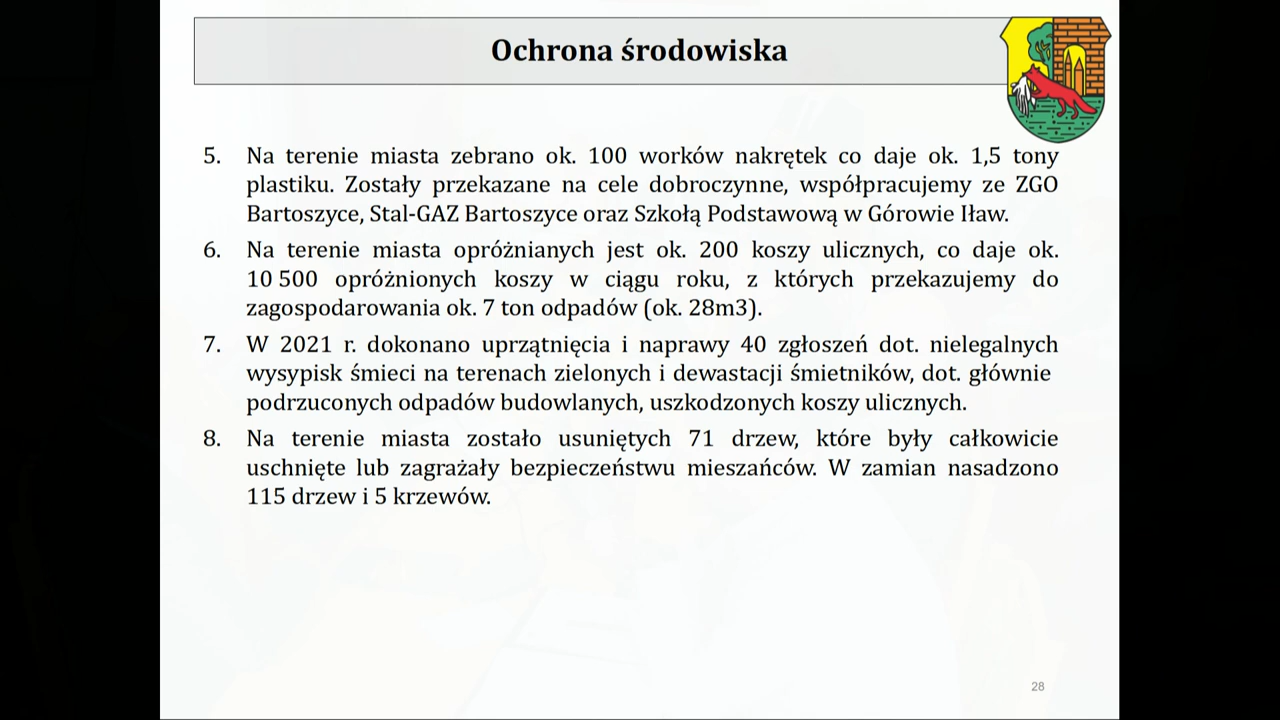 Ochrona środowiska
5. Na terenie miasta zebrano ok. 100 worków nakrętek co daje ok. 1,5 tony
plastiku. Zostały przekazane na cele dobroczynne, współpracujemy ze ZGO
Bartoszyce, Stal-GAZ Bartoszyce oraz Szkołą Podstawową w Górowie Iław.
6. Na terenie miasta opróżnianych jest ok. 200 koszy ulicznych, co daje ok.
10 500 opróżnionych koszy w ciągu roku, z których przekazujemy do
zagospodarowania ok. 7 ton odpadów (ok. 28m3).
7. W 2021 r. dokonano uprzątnięcia i naprawy 40 zgłoszeń dot. nielegalnych
wysypisk śmieci na terenach zielonych i dewastacji śmietników, dot. głównie
podrzuconych odpadów budowlanych, uszkodzonych koszy ulicznych.
8. Na terenie miasta zostało usuniętych 71 drzew, które były całkowicie
uschnięte lub zagrażały bezpieczeństwu mieszańców. W zamian nasadzono
115 drzew i 5 krzewów.
28